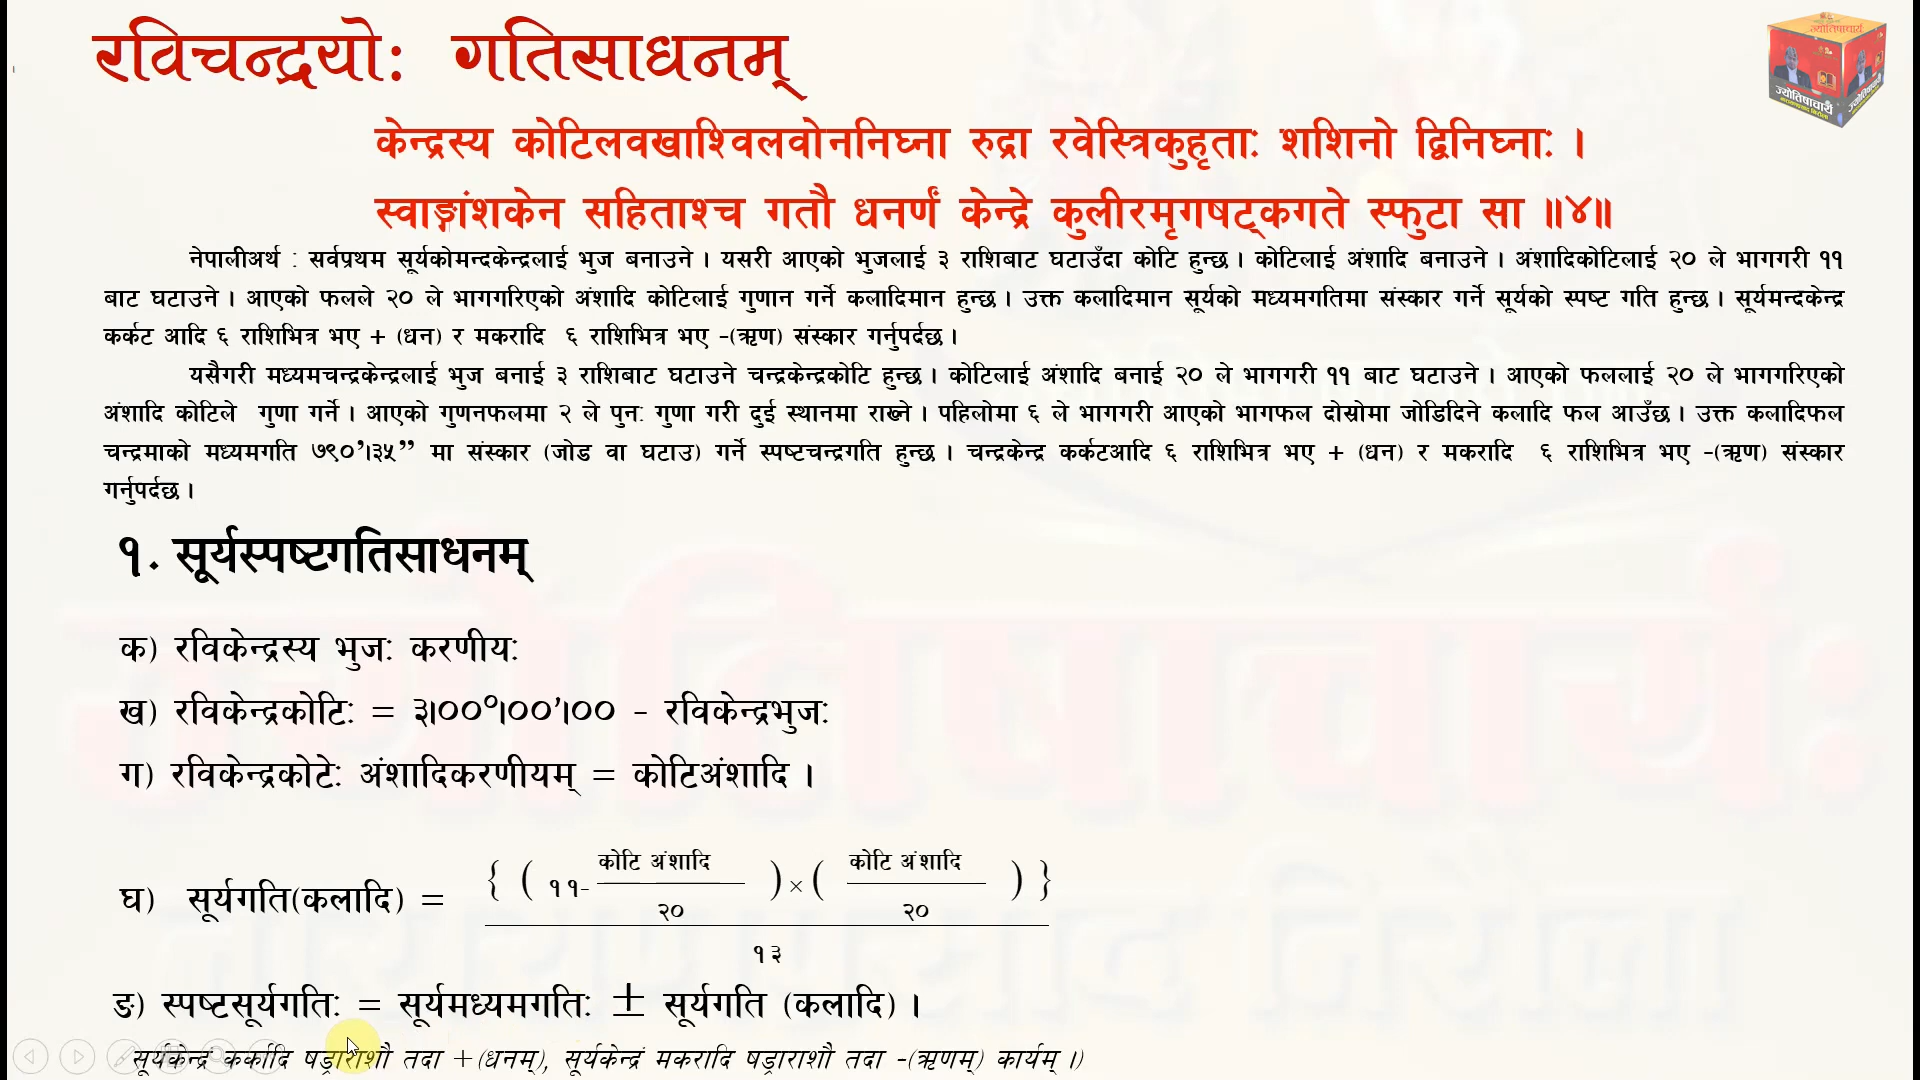 रविचन्द्रयोः गतिसाधनम्
ज्योतिषाचार्य
केन्द्रस्य कोटिलवखाश्विलवोननिघ्ना रुद्रा रवेस्त्रिकुहृताः शशिनो द्विनिघ्नाः ।
स्वाङ्गांशकेन सहिताश्च गतौ धनर्णं केन्द्रे कुलीरमृगषट्कगते स्फुटा सा ॥४॥
नेपालीअर्थ : सर्वप्रथम सूर्यकोमन्दकेन्द्रलाई भुज बनाउने । यसरी आएको भुजलाई ३ राशिबाट घटाउँदा कोटि हुन्छ । कोटिलाई अंशादि बनाउने । अंशादिकोटिलाई २० ले भागगरी ११
बाट घटाउने । आएको फलले २० ले भागगरिएको अंशादि कोटिलाई गुणान गर्ने कलादिमान हुन्छ । उक्त कलादिमान सूर्यको मध्यमगतिमा संस्कार गर्ने सूर्यको स्पष्ट गति हुन्छ । सूर्यमन्दकेन्द्र
कर्कट आदि ६ राशिभित्र भए + (धन) र मकरादि ६ राशिभित्र भए -(ऋण) संस्कार गर्नुपर्दछ ।
यसैगरी मध्यमचन्द्रकेन्द्रलाई भुज बनाई ३ राशिबाट घटाउने चन्द्रकेन्द्रकोटि हुन्छ । कोटिलाई अंशादि बनाई २० ले भागगरी ११ बाट घटाउने । आएको फललाई २० ले भागगरिएको
अंशादि कोटिले गुणा गर्ने । आएको गुणनफलमा २ ले पुनः गुणा गरी दुई स्थानमा राख्ने । पहिलोमा ६ ले भागगरी आएको भागफल दोस्रोमा जोडिदिने कलादि फल आउँछ । उक्त कलादिफल
चन्द्रमाको मध्यमगति ७९०’।३५” मा संस्कार (जोड वा घटाउ) गर्ने स्पष्टचन्द्रगति हुन्छ । चन्द्रकेन्द्र कर्कटआदि ६ राशिभित्र भए + (धन) र मकरादि ६ राशिभित्र भए -(ऋण) संस्कार
गर्नुपर्दछ ।
१. सूर्यस्पष्टगतिसाधनम्
क) रविकेन्द्रस्य भुजः करणीयः
ख) रविकेन्द्रकोटिः = ३।००°।००’।०० - रविकेन्द्रभुजः
ग) रविकेन्द्रकोटेः अंशादिकरणीयम् = कोटिअंशादि ।
कोटि अंशादि कोटि अंशादि
घ) सूर्यगति(कलादि) = { ( ११- ) × ( ) }
२० २०
१३
ङ) स्पष्टसूर्यगतिः = सूर्यमध्यमगतिः ± सूर्यगति (कलादि) ।
सूर्यकेन्द्रं कर्कादि षड्राराशौ तदा +(धनम्), सूर्यकेन्द्रं मकरादि षड्राराशौ तदा -(ऋणम्) कार्यम् ।)